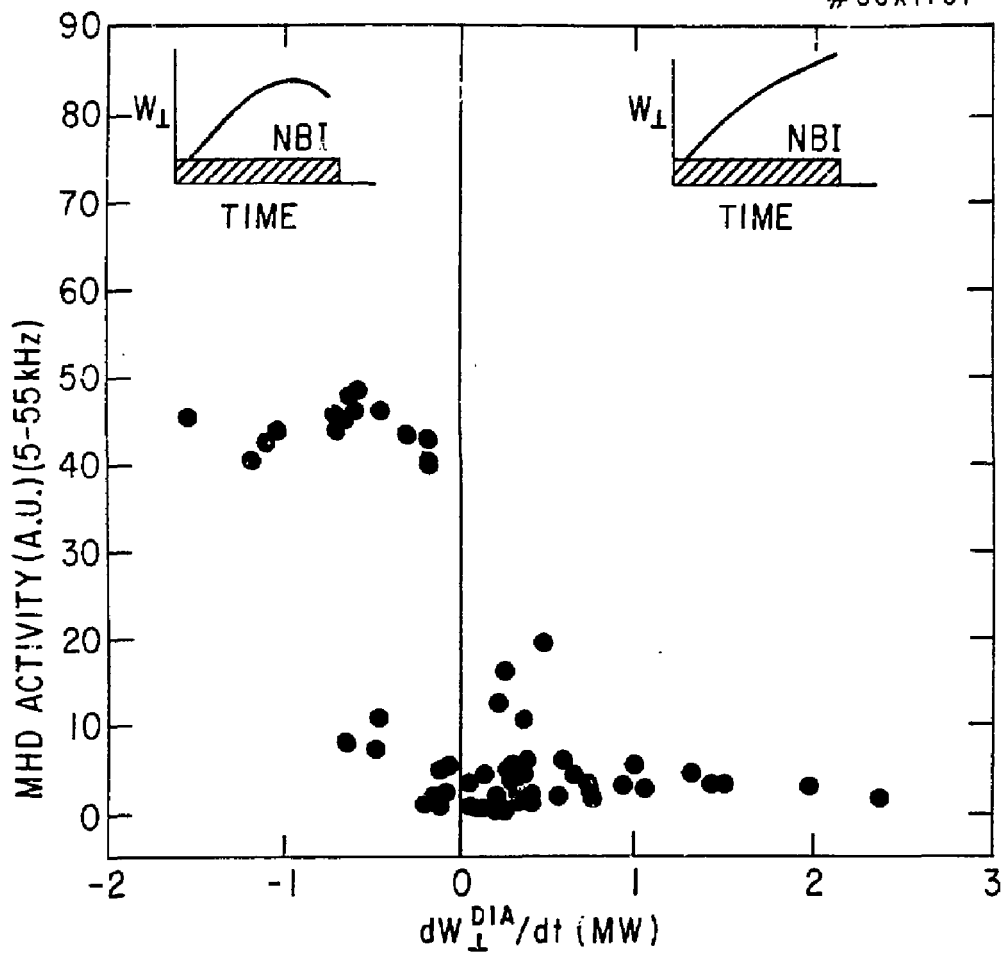 90
80
70
60
50
40
30
20
10
0
MHD ACTIVITY (A.U.) (5-55kHz)
W⊥
NBI
TIME
W⊥
NBI
TIME
-2 -1 0 1 2 3
dW⊥^DIA/dt (MW)